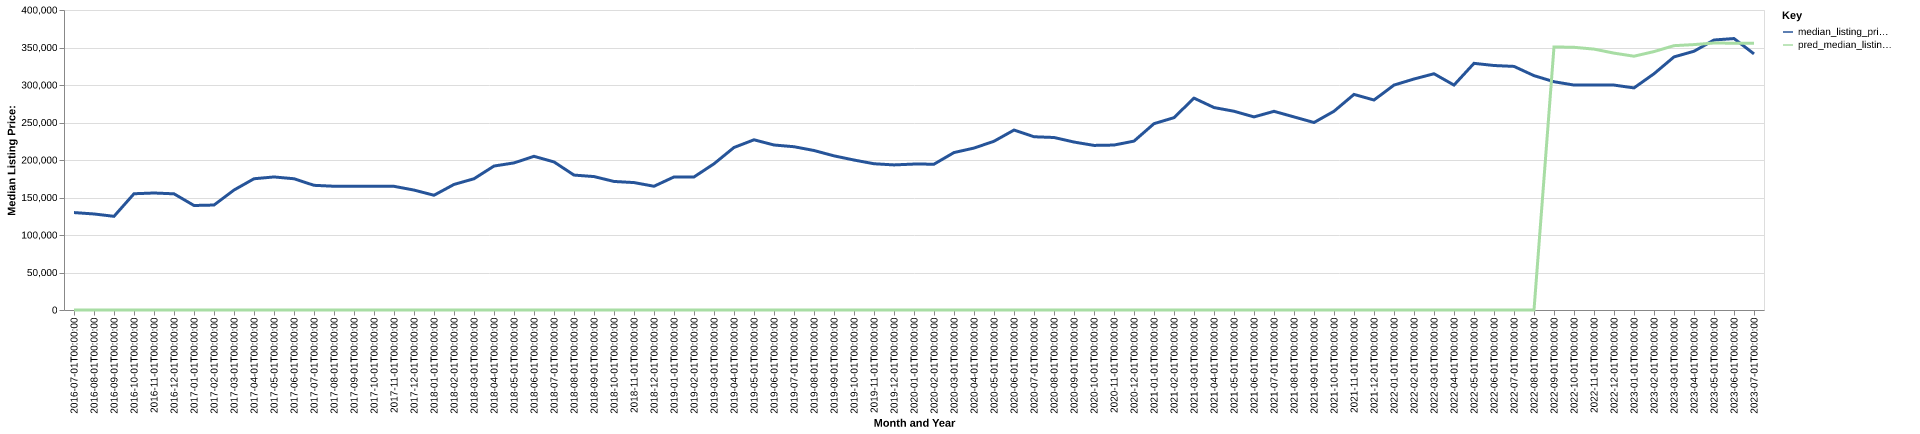 400,000
350,000
300,000
250,000
200,000
150,000
100,000
50,000
0
Median Listing Price:
2016-07-01T00:00:00
2016-08-01T00:00:00
2016-09-01T00:00:00
2016-10-01T00:00:00
2016-11-01T00:00:00
2016-12-01T00:00:00
2017-01-01T00:00:00
2017-02-01T00:00:00
2017-03-01T00:00:00
2017-04-01T00:00:00
2017-05-01T00:00:00
2017-06-01T00:00:00
2017-07-01T00:00:00
2017-08-01T00:00:00
2017-09-01T00:00:00
2017-10-01T00:00:00
2017-11-01T00:00:00
2017-12-01T00:00:00
2018-01-01T00:00:00
2018-02-01T00:00:00
2018-03-01T00:00:00
2018-04-01T00:00:00
2018-05-01T00:00:00
2018-06-01T00:00:00
2018-07-01T00:00:00
2018-08-01T00:00:00
2018-09-01T00:00:00
2018-10-01T00:00:00
2018-11-01T00:00:00
2018-12-01T00:00:00
2019-01-01T00:00:00
2019-02-01T00:00:00
2019-03-01T00:00:00
2019-04-01T00:00:00
2019-05-01T00:00:00
2019-06-01T00:00:00
2019-07-01T00:00:00
2019-08-01T00:00:00
2019-09-01T00:00:00
2019-10-01T00:00:00
2019-11-01T00:00:00
2019-12-01T00:00:00
2020-01-01T00:00:00
2020-02-01T00:00:00
2020-03-01T00:00:00
2020-04-01T00:00:00
2020-05-01T00:00:00
2020-06-01T00:00:00
2020-07-01T00:00:00
2020-08-01T00:00:00
2020-09-01T00:00:00
2020-10-01T00:00:00
2020-11-01T00:00:00
2020-12-01T00:00:00
2021-01-01T00:00:00
2021-02-01T00:00:00
2021-03-01T00:00:00
2021-04-01T00:00:00
2021-05-01T00:00:00
2021-06-01T00:00:00
2021-07-01T00:00:00
2021-08-01T00:00:00
2021-09-01T00:00:00
2021-10-01T00:00:00
2021-11-01T00:00:00
2021-12-01T00:00:00
2022-01-01T00:00:00
2022-02-01T00:00:00
2022-03-01T00:00:00
2022-04-01T00:00:00
2022-05-01T00:00:00
2022-06-01T00:00:00
2022-07-01T00:00:00
2022-08-01T00:00:00
2022-09-01T00:00:00
2022-10-01T00:00:00
2022-11-01T00:00:00
2022-12-01T00:00:00
2023-01-01T00:00:00
2023-02-01T00:00:00
2023-03-01T00:00:00
2023-04-01T00:00:00
2023-05-01T00:00:00
2023-06-01T00:00:00
2023-07-01T00:00:00
Month and Year
Key
median_listing_pri…
pred_median_listin…